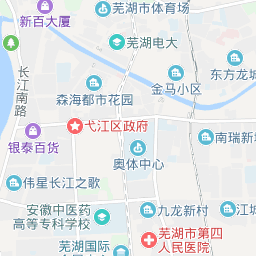 芜湖市体育场
新百大厦
芜湖电大
东方龙城
金马小区
长江南路
森海都市花园
弋江区政府
南瑞新城
银泰百货
奥体中心
伟星长江之歌
安徽中医药
高等专科学校
九龙新村
江城
芜湖国际
会展中心
芜湖市第四
人民医院